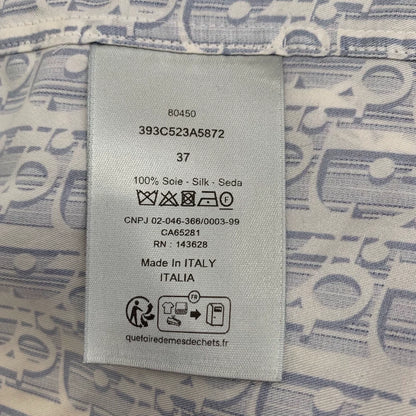 80450
393C523A5872
37
100% Soie - Silk - Seda
CNPJ 02-046-366/0003-99
CA65281
RN : 143628
Made In ITALY
ITALIA
FR
quefairedemesdechets.fr